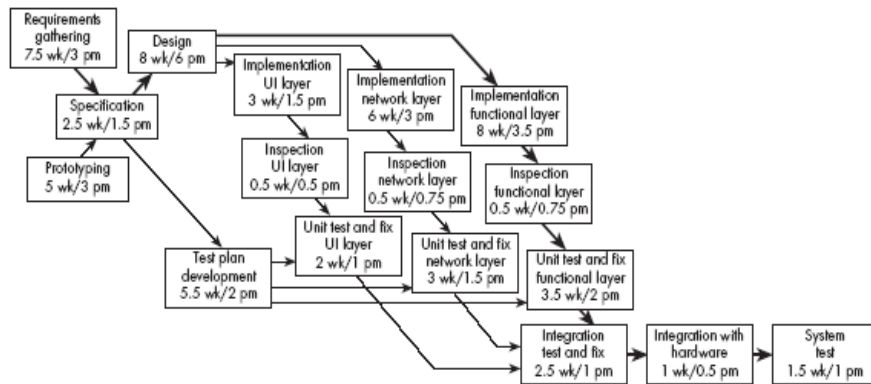 Requirements
gathering
7.5 wk/3 pm
Design
8 wk/6 pm
Specification
2.5 wk/1.5 pm
Prototyping
5 wk/3 pm
Implementation
UI layer
3 wk/1.5 pm
Inspection
UI layer
0.5 wk/0.5 pm
Unit test and fix
UI layer
2 wk/1 pm
Implementation
network layer
6 wk/3 pm
Inspection
network layer
0.5 wk/0.75 pm
Unit test and fix
network layer
3 wk/1.5 pm
Implementation
functional layer
8 wk/3.5 pm
Inspection
functional layer
0.5 wk/0.75 pm
Unit test and fix
functional layer
3.5 wk/2 pm
Test plan
development
5.5 wk/2 pm
Integration
test and fix
2.5 wk/1 pm
Integration with
hardware
1 wk/0.5 pm
System
test
1.5 wk/1 pm